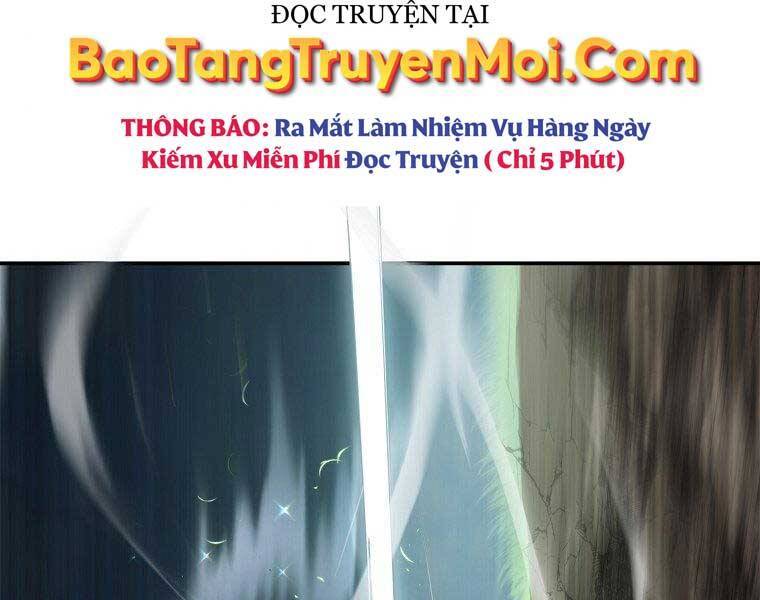 ĐỌC TRUYỆN TẠI
BaoTangTruyenMoi.Com
THÔNG BÁO: Ra Mắt Làm Nhiệm Vụ Hàng Ngày
Kiếm Xu Miễn Phí Đọc Truyện ( Chỉ 5 Phút)